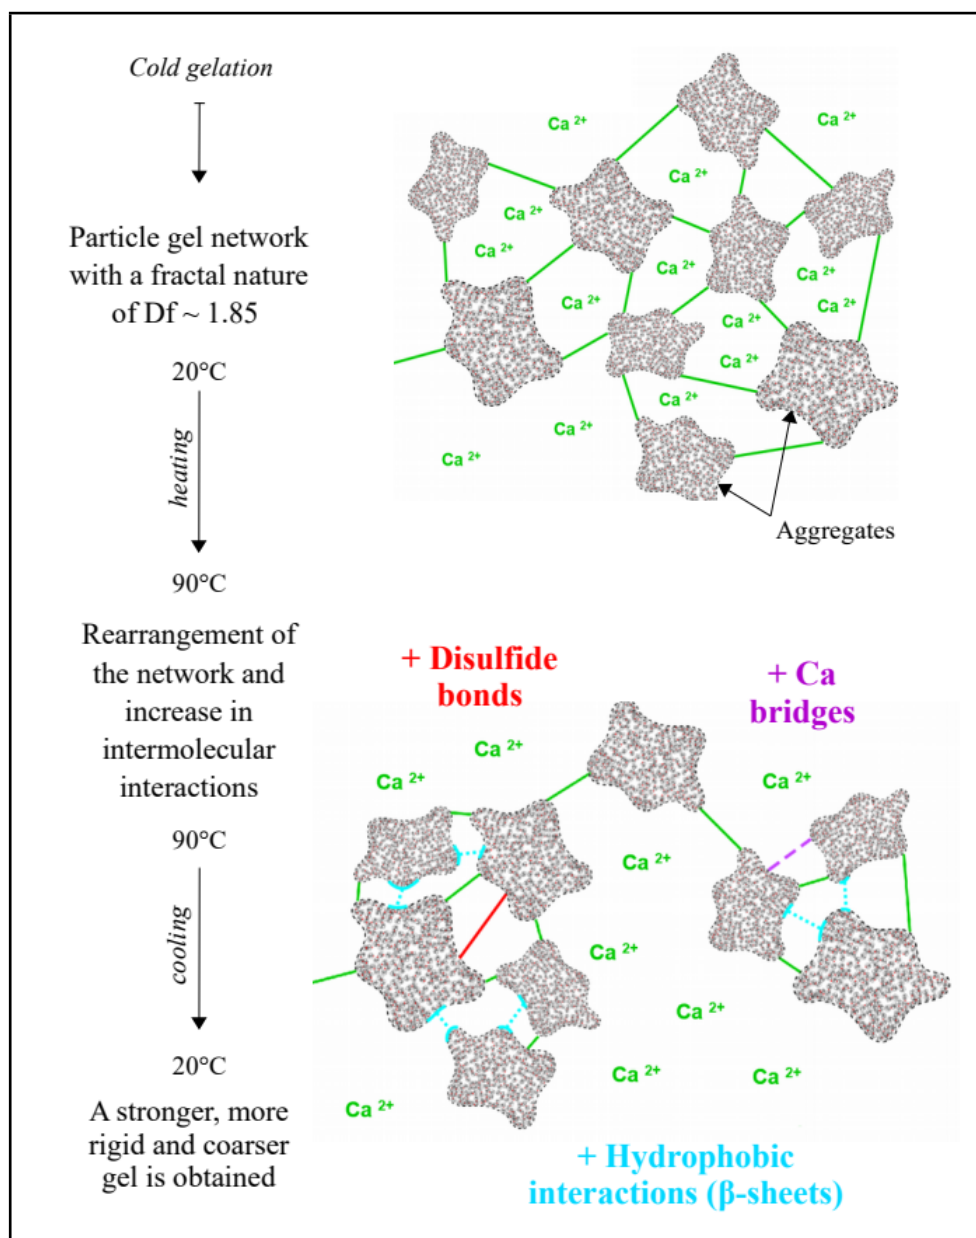 Cold gelation
Particle gel network
with a fractal nature
of Df ~ 1.85
20°C
heating
90°C
Rearrangement of
the network and
increase in
intermolecular
interactions
90°C
cooling
20°C
A stronger, more
rigid and coarser
gel is obtained
Ca 2+
Ca 2+
Ca 2+
Ca 2+
Ca 2+
Ca 2+
Ca 2+
Ca 2+
Ca 2+
Ca 2+
Ca 2+
Ca 2+
Ca 2+
Ca 2+
Aggregates
+ Disulfide
bonds
+ Ca
bridges
Ca 2+
Ca 2+
Ca 2+
Ca 2+
Ca 2+
Ca 2+
Ca 2+
Ca 2+
Ca 2+
+ Hydrophobic
interactions (β-sheets)